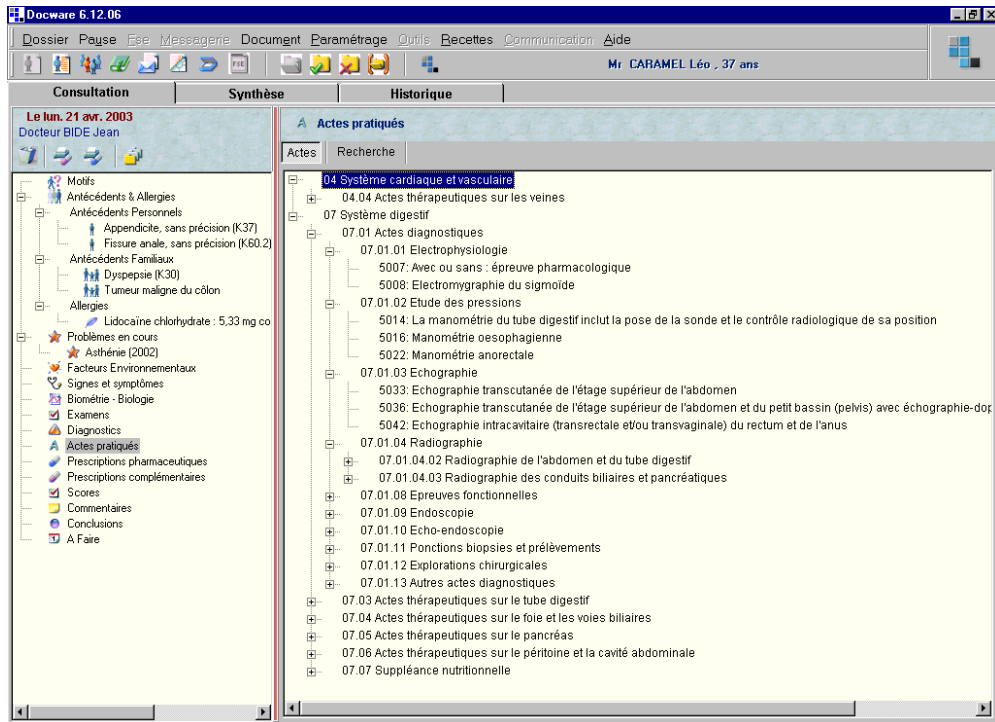 Docware 6.12.06
Dossier Pause Fse Messagerie Document Paramétrage Outils Recettes Communication Aide
FSE
Mr CARAMEL Léo , 37 ans
Consultation Synthèse Historique
Le lun. 21 avr. 2003
Docteur BIDE Jean
Motifs
Antécédents & Allergies
Antécédents Personnels
Appendicite, sans précision (K37)
Fissure anale, sans précision (K60.2)
Antécédents Familiaux
Dyspepsie (K30)
Tumeur maligne du côlon
Allergies
Lidocaïne chlorhydrate : 5,33 mg co
Problèmes en cours
Asthénie (2002)
Facteurs Environnementaux
Signes et symptômes
Biométrie - Biologie
Examens
Diagnostics
Actes pratiqués
Prescriptions pharmaceutiques
Prescriptions complémentaires
Scores
Commentaires
Conclusions
A Faire
Actes pratiqués
Actes Recherche
04 Système cardiaque et vasculaire
04.04 Actes thérapeutiques sur les veines
07 Système digestif
07.01 Actes diagnostiques
07.01.01 Electrophysiologie
5007: Avec ou sans : épreuve pharmacologique
5008: Electromygraphie du sigmoïde
07.01.02 Etude des pressions
5014: La manométrie du tube digestif inclut la pose de la sonde et le contrôle radiologique de sa position
5016: Manométrie oesophagienne
5022: Manométrie anorectale
07.01.03 Echographie
5033: Echographie transcutanée de l'étage supérieur de l'abdomen
5036: Echographie transcutanée de l'étage supérieur de l'abdomen et du petit bassin (pelvis) avec échographie-dop
5042: Echographie intracavitaire (transrectale et/ou transvaginale) du rectum et de l'anus
07.01.04 Radiographie
07.01.04.02 Radiographie de l'abdomen et du tube digestif
07.01.04.03 Radiographie des conduits biliaires et pancréatiques
07.01.08 Epreuves fonctionnelles
07.01.09 Endoscopie
07.01.10 Echo-endoscopie
07.01.11 Ponctions biopsies et prélèvements
07.01.12 Explorations chirurgicales
07.01.13 Autres actes diagnostiques
07.03 Actes thérapeutiques sur le tube digestif
07.04 Actes thérapeutiques sur le foie et les voies biliaires
07.05 Actes thérapeutiques sur le pancréas
07.06 Actes thérapeutiques sur le péritoine et la cavité abdominale
07.07 Suppléance nutritionnelle